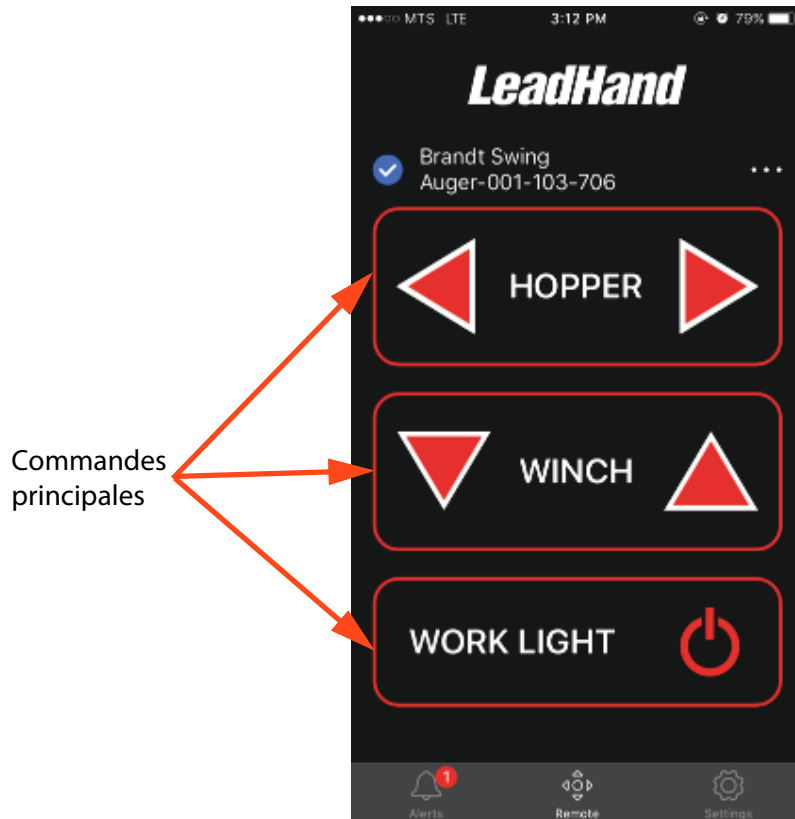 MTS LTE 3:12 PM 79%
LeadHand
Brandt Swing
Auger-001-103-706
HOPPER
Commandes
principales
WINCH
WORK LIGHT
1
Alerts Remote Settings